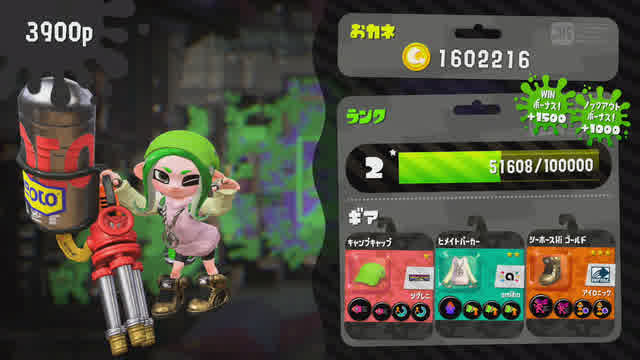 3900p
おカネ
1602216
WIN
ボーナス!
+1500
ノックアウト
ボーナス!
+1000
ランク
2
51608/100000
ギア
キャンプキャップ
ヒメイトパーカー
シーホースHi ゴールド
ジグレニ
amiibo
アイロニック